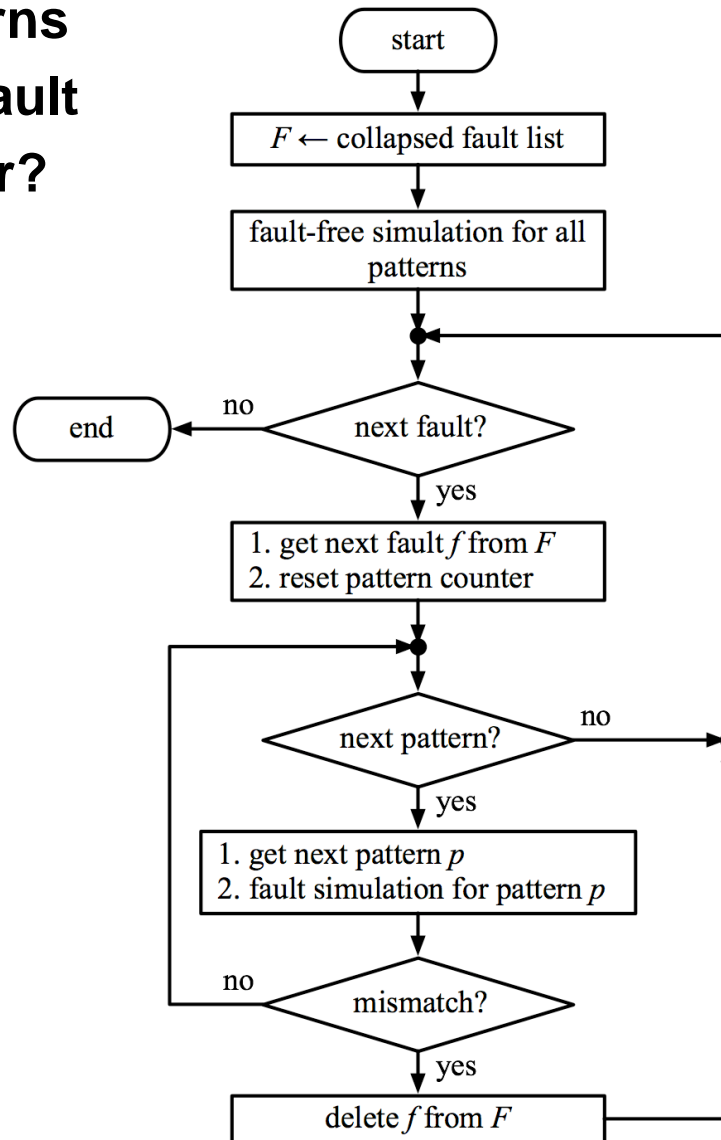 rns
ault
r?
start
F ← collapsed fault list
fault-free simulation for all
patterns
next fault?
no
end
yes
1. get next fault f from F
2. reset pattern counter
next pattern?
no
yes
1. get next pattern p
2. fault simulation for pattern p
mismatch?
no
yes
delete f from F